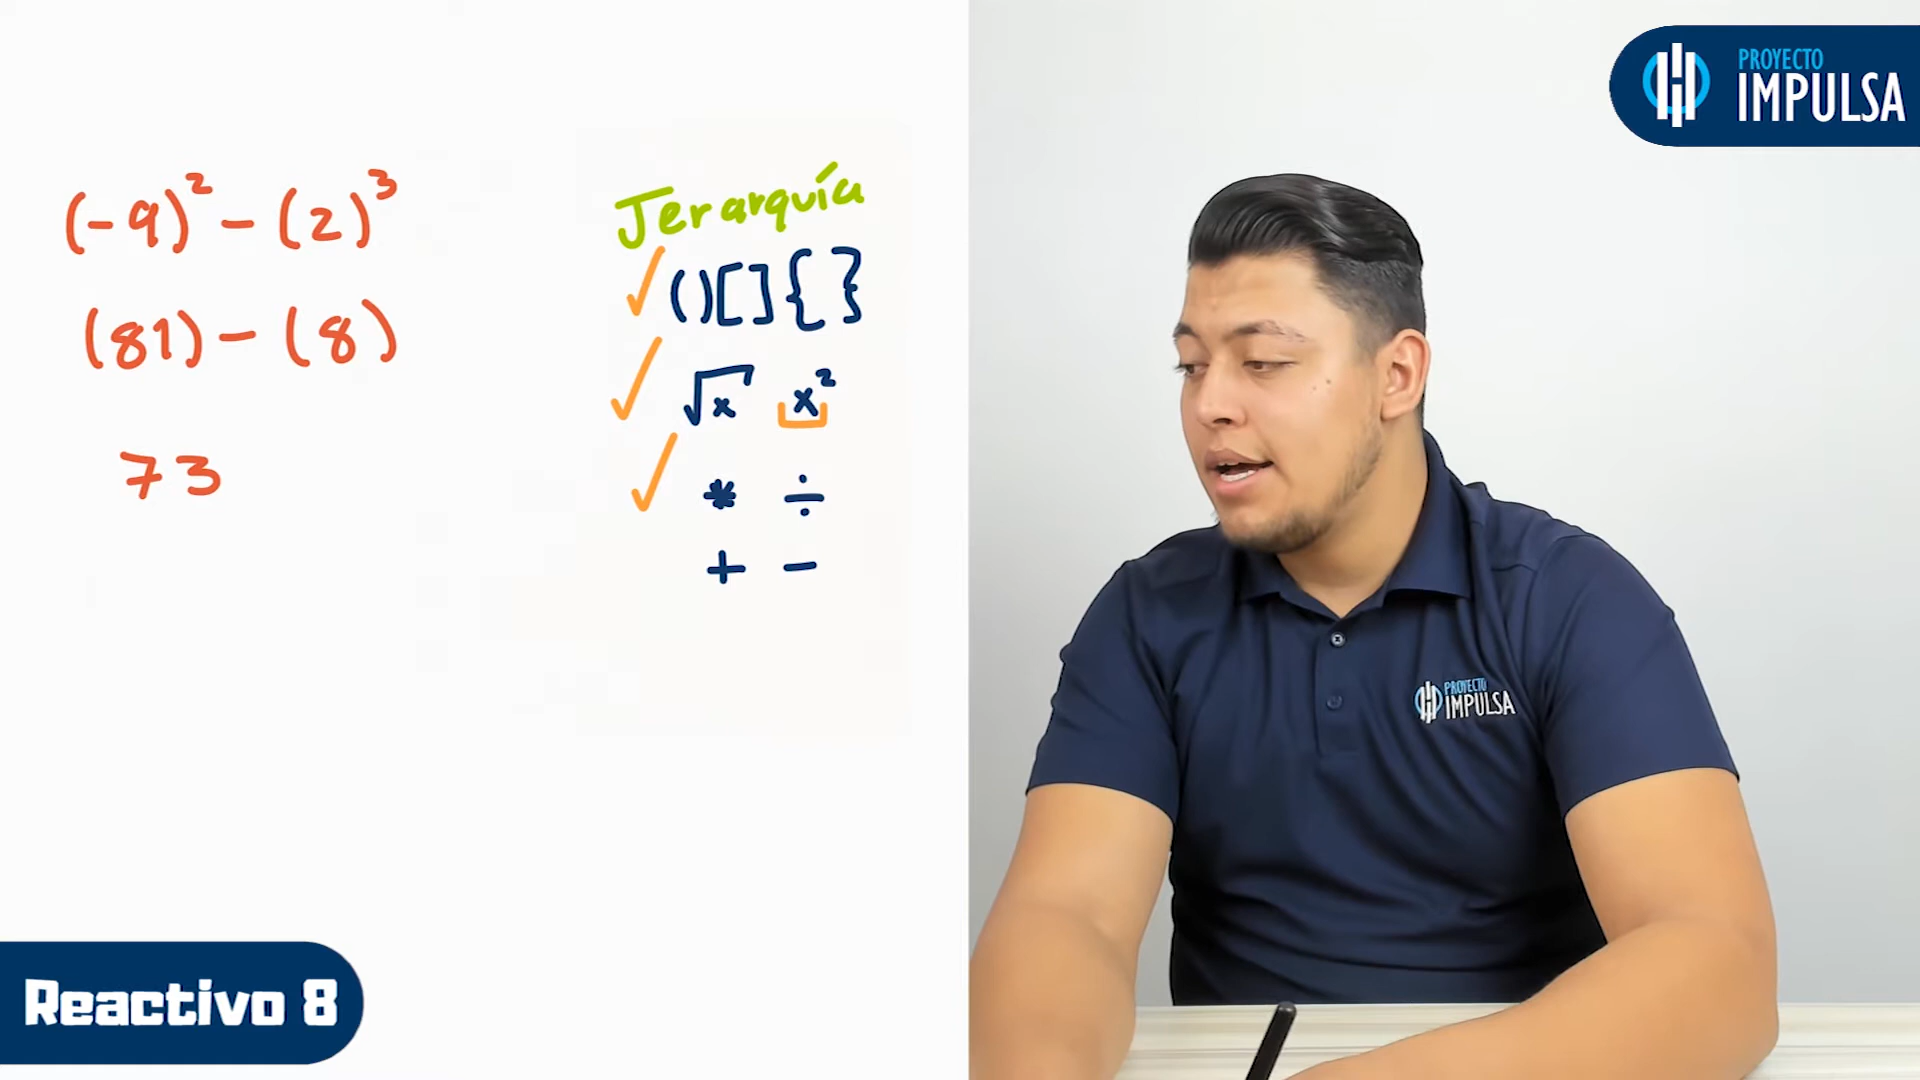 PROYECTO
IMPULSA
(-9)² - (2)³
(81) - (8)
73
Jerarquía
()[]{}
√x x²
* ÷
+ -
PROYECTO
IMPULSA
Reactivo 8